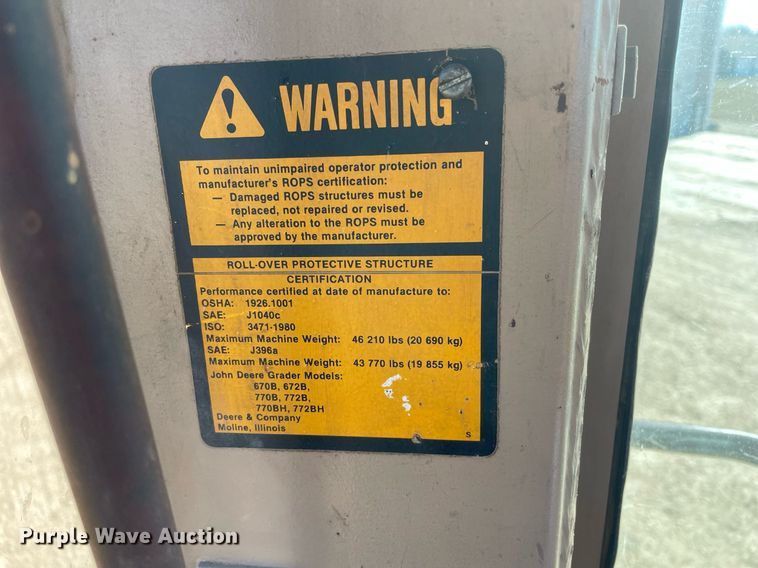 WARNING
To maintain unimpaired operator protection and
manufacturer's ROPS certification:
— Damaged ROPS structures must be
replaced, not repaired or revised.
— Any alteration to the ROPS must be
approved by the manufacturer.
ROLL-OVER PROTECTIVE STRUCTURE
CERTIFICATION
Performance certified at date of manufacture to:
OSHA: 1926.1001
SAE: J1040c
ISO: 3471-1980
Maximum Machine Weight: 46 210 lbs (20 690 kg)
SAE: J396a
Maximum Machine Weight: 43 770 lbs (19 855 kg)
John Deere Grader Models:
670B, 672B,
770B, 772B,
770BH, 772BH
Deere & Company
Moline, Illinois
S
Purple Wave Auction®
purplewave.com